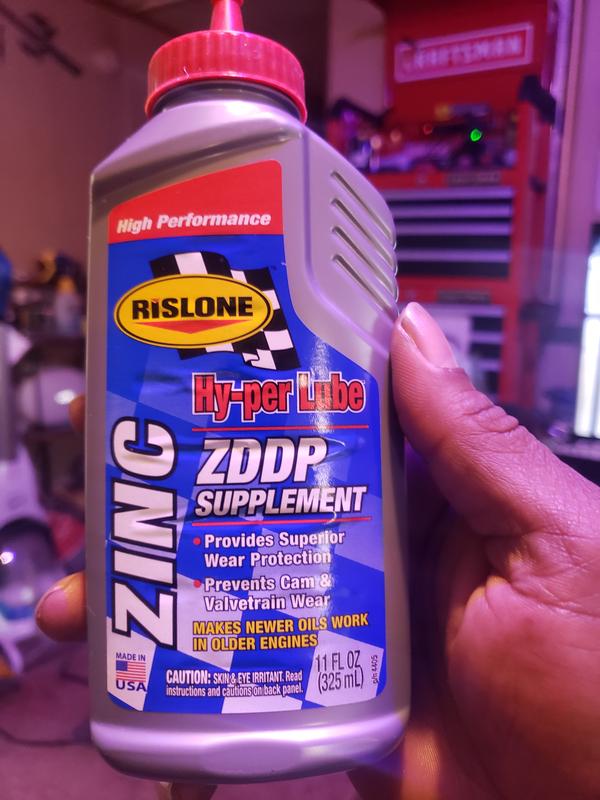 CRAFTSMAN
High Performance
RiSLONE
Hy-per Lube
ZINC
ZDDP
SUPPLEMENT
• Provides Superior
Wear Protection
• Prevents Cam &
Valvetrain Wear
MAKES NEWER OILS WORK
IN OLDER ENGINES
MADE IN
USA
CAUTION: SKIN & EYE IRRITANT. Read
instructions and cautions on back panel.
11 FL OZ
(325 mL)
p/n 4405